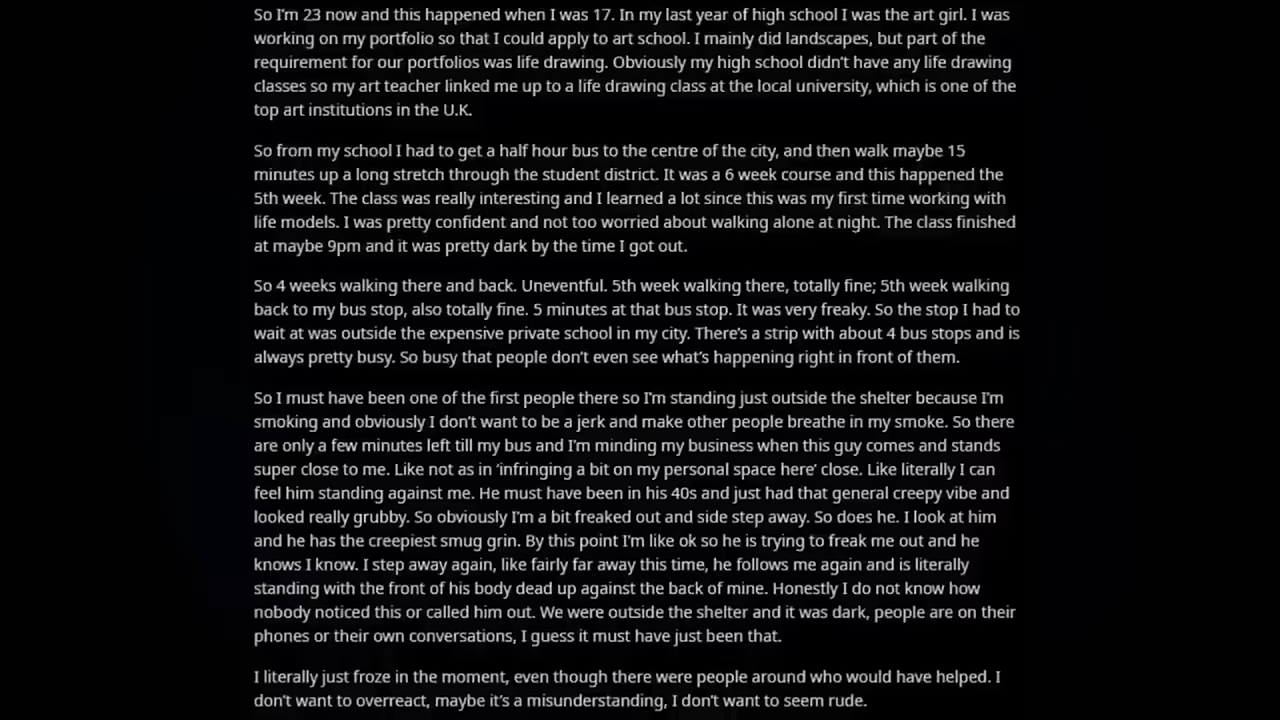 So I'm 23 now and this happened when I was 17. In my last year of high school I was the art girl. I was
working on my portfolio so that I could apply to art school. I mainly did landscapes, but part of the
requirement for our portfolios was life drawing. Obviously my high school didn't have any life drawing
classes so my art teacher linked me up to a life drawing class at the local university, which is one of the
top art institutions in the U.K.
So from my school I had to get a half hour bus to the centre of the city, and then walk maybe 15
minutes up a long stretch through the student district. It was a 6 week course and this happened the
5th week. The class was really interesting and I learned a lot since this was my first time working with
life models. I was pretty confident and not too worried about walking alone at night. The class finished
at maybe 9pm and it was pretty dark by the time I got out.
So 4 weeks walking there and back. Uneventful. 5th week walking there, totally fine; 5th week walking
back to my bus stop, also totally fine. 5 minutes at that bus stop. It was very freaky. So the stop I had to
wait at was outside the expensive private school in my city. There's a strip with about 4 bus stops and is
always pretty busy. So busy that people don't even see what's happening right in front of them.
So I must have been one of the first people there so I'm standing just outside the shelter because I'm
smoking and obviously I don't want to be a jerk and make other people breathe in my smoke. So there
are only a few minutes left till my bus and I'm minding my business when this guy comes and stands
super close to me. Like not as in 'infringing a bit on my personal space here' close. Like literally I can
feel him standing against me. He must have been in his 40s and just had that general creepy vibe and
looked really grubby. So obviously I'm a bit freaked out and side step away. So does he. I look at him
and he has the creepiest smug grin. By this point I'm like ok so he is trying to freak me out and he
knows I know. I step away again, like fairly far away this time, he follows me again and is literally
standing with the front of his body dead up against the back of mine. Honestly I do not know how
nobody noticed this or called him out. We were outside the shelter and it was dark, people are on their
phones or their own conversations, I guess it must have just been that.
I literally just froze in the moment, even though there were people around who would have helped. I
don't want to overreact, maybe it's a misunderstanding, I don't want to seem rude.